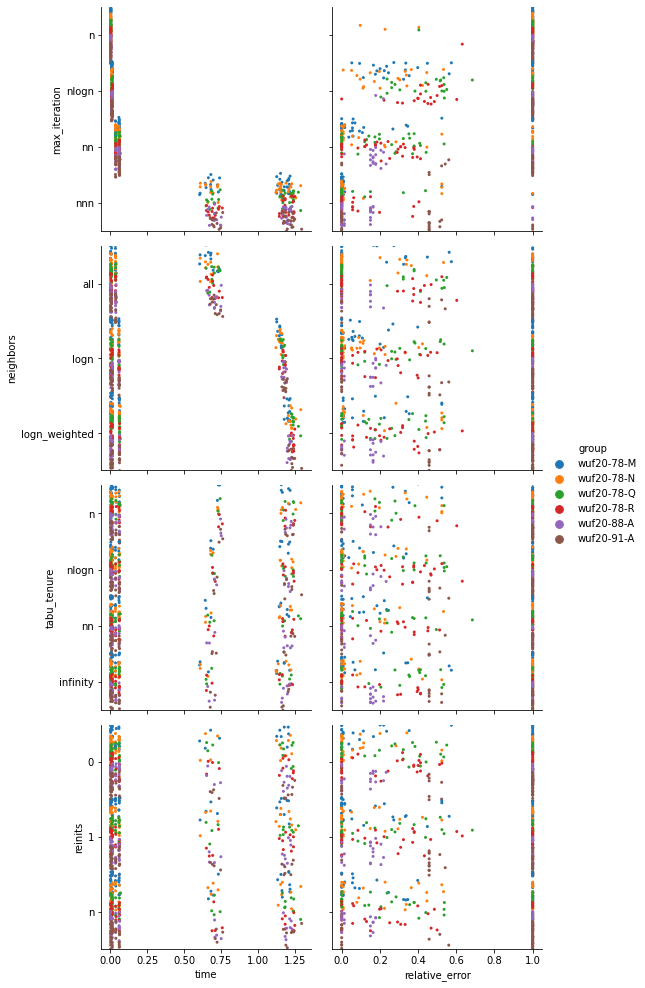 n
nlogn
nn
nnn
max_iteration
all
logn
logn_weighted
neighbors
n
nlogn
nn
infinity
tabu_tenure
0
1
n
reinits
0.00 0.25 0.50 0.75 1.00 1.25
time
0.0 0.2 0.4 0.6 0.8 1.0
relative_error
group
wuf20-78-M
wuf20-78-N
wuf20-78-Q
wuf20-78-R
wuf20-88-A
wuf20-91-A